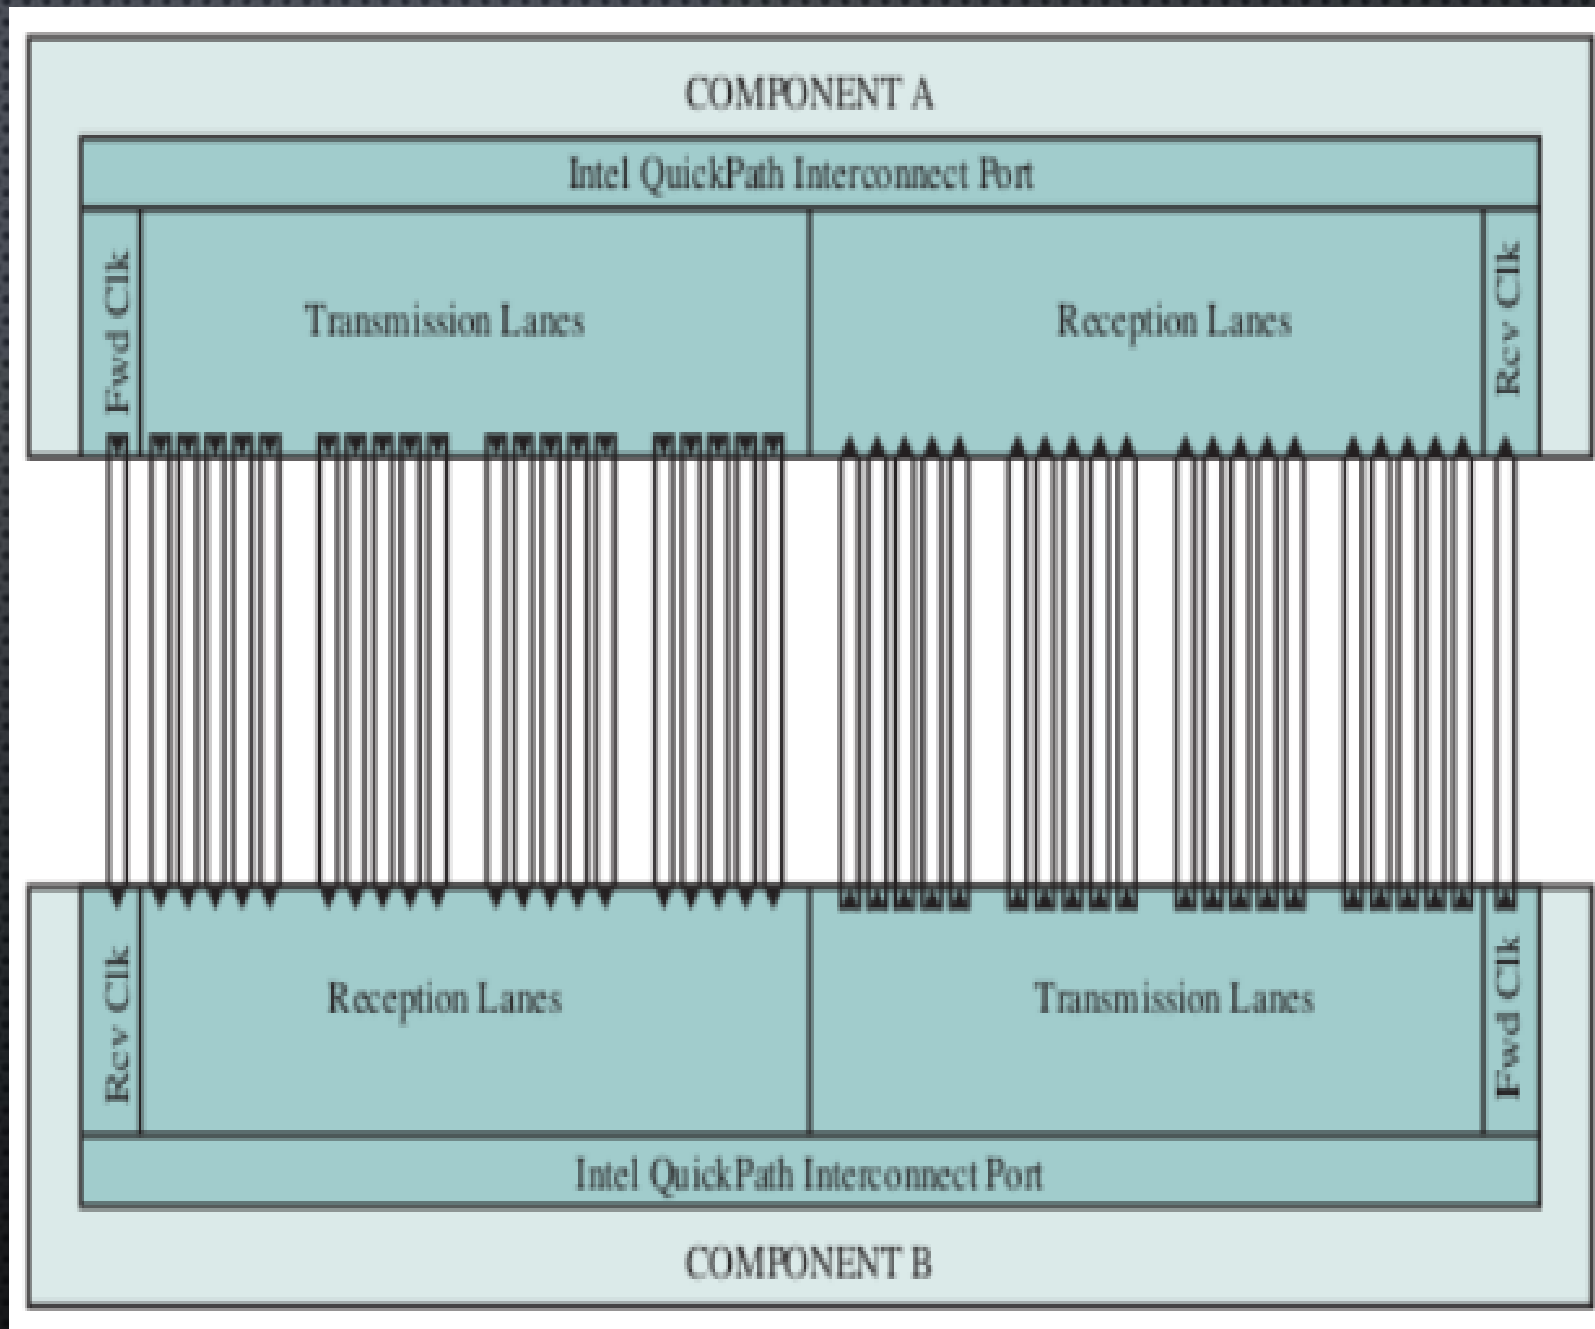 COMPONENT A
Intel QuickPath Interconnect Port
Fwd Clk
Transmission Lanes
Reception Lanes
Rcv Clk
Rcv Clk
Reception Lanes
Transmission Lanes
Fwd Clk
Intel QuickPath Interconnect Port
COMPONENT B